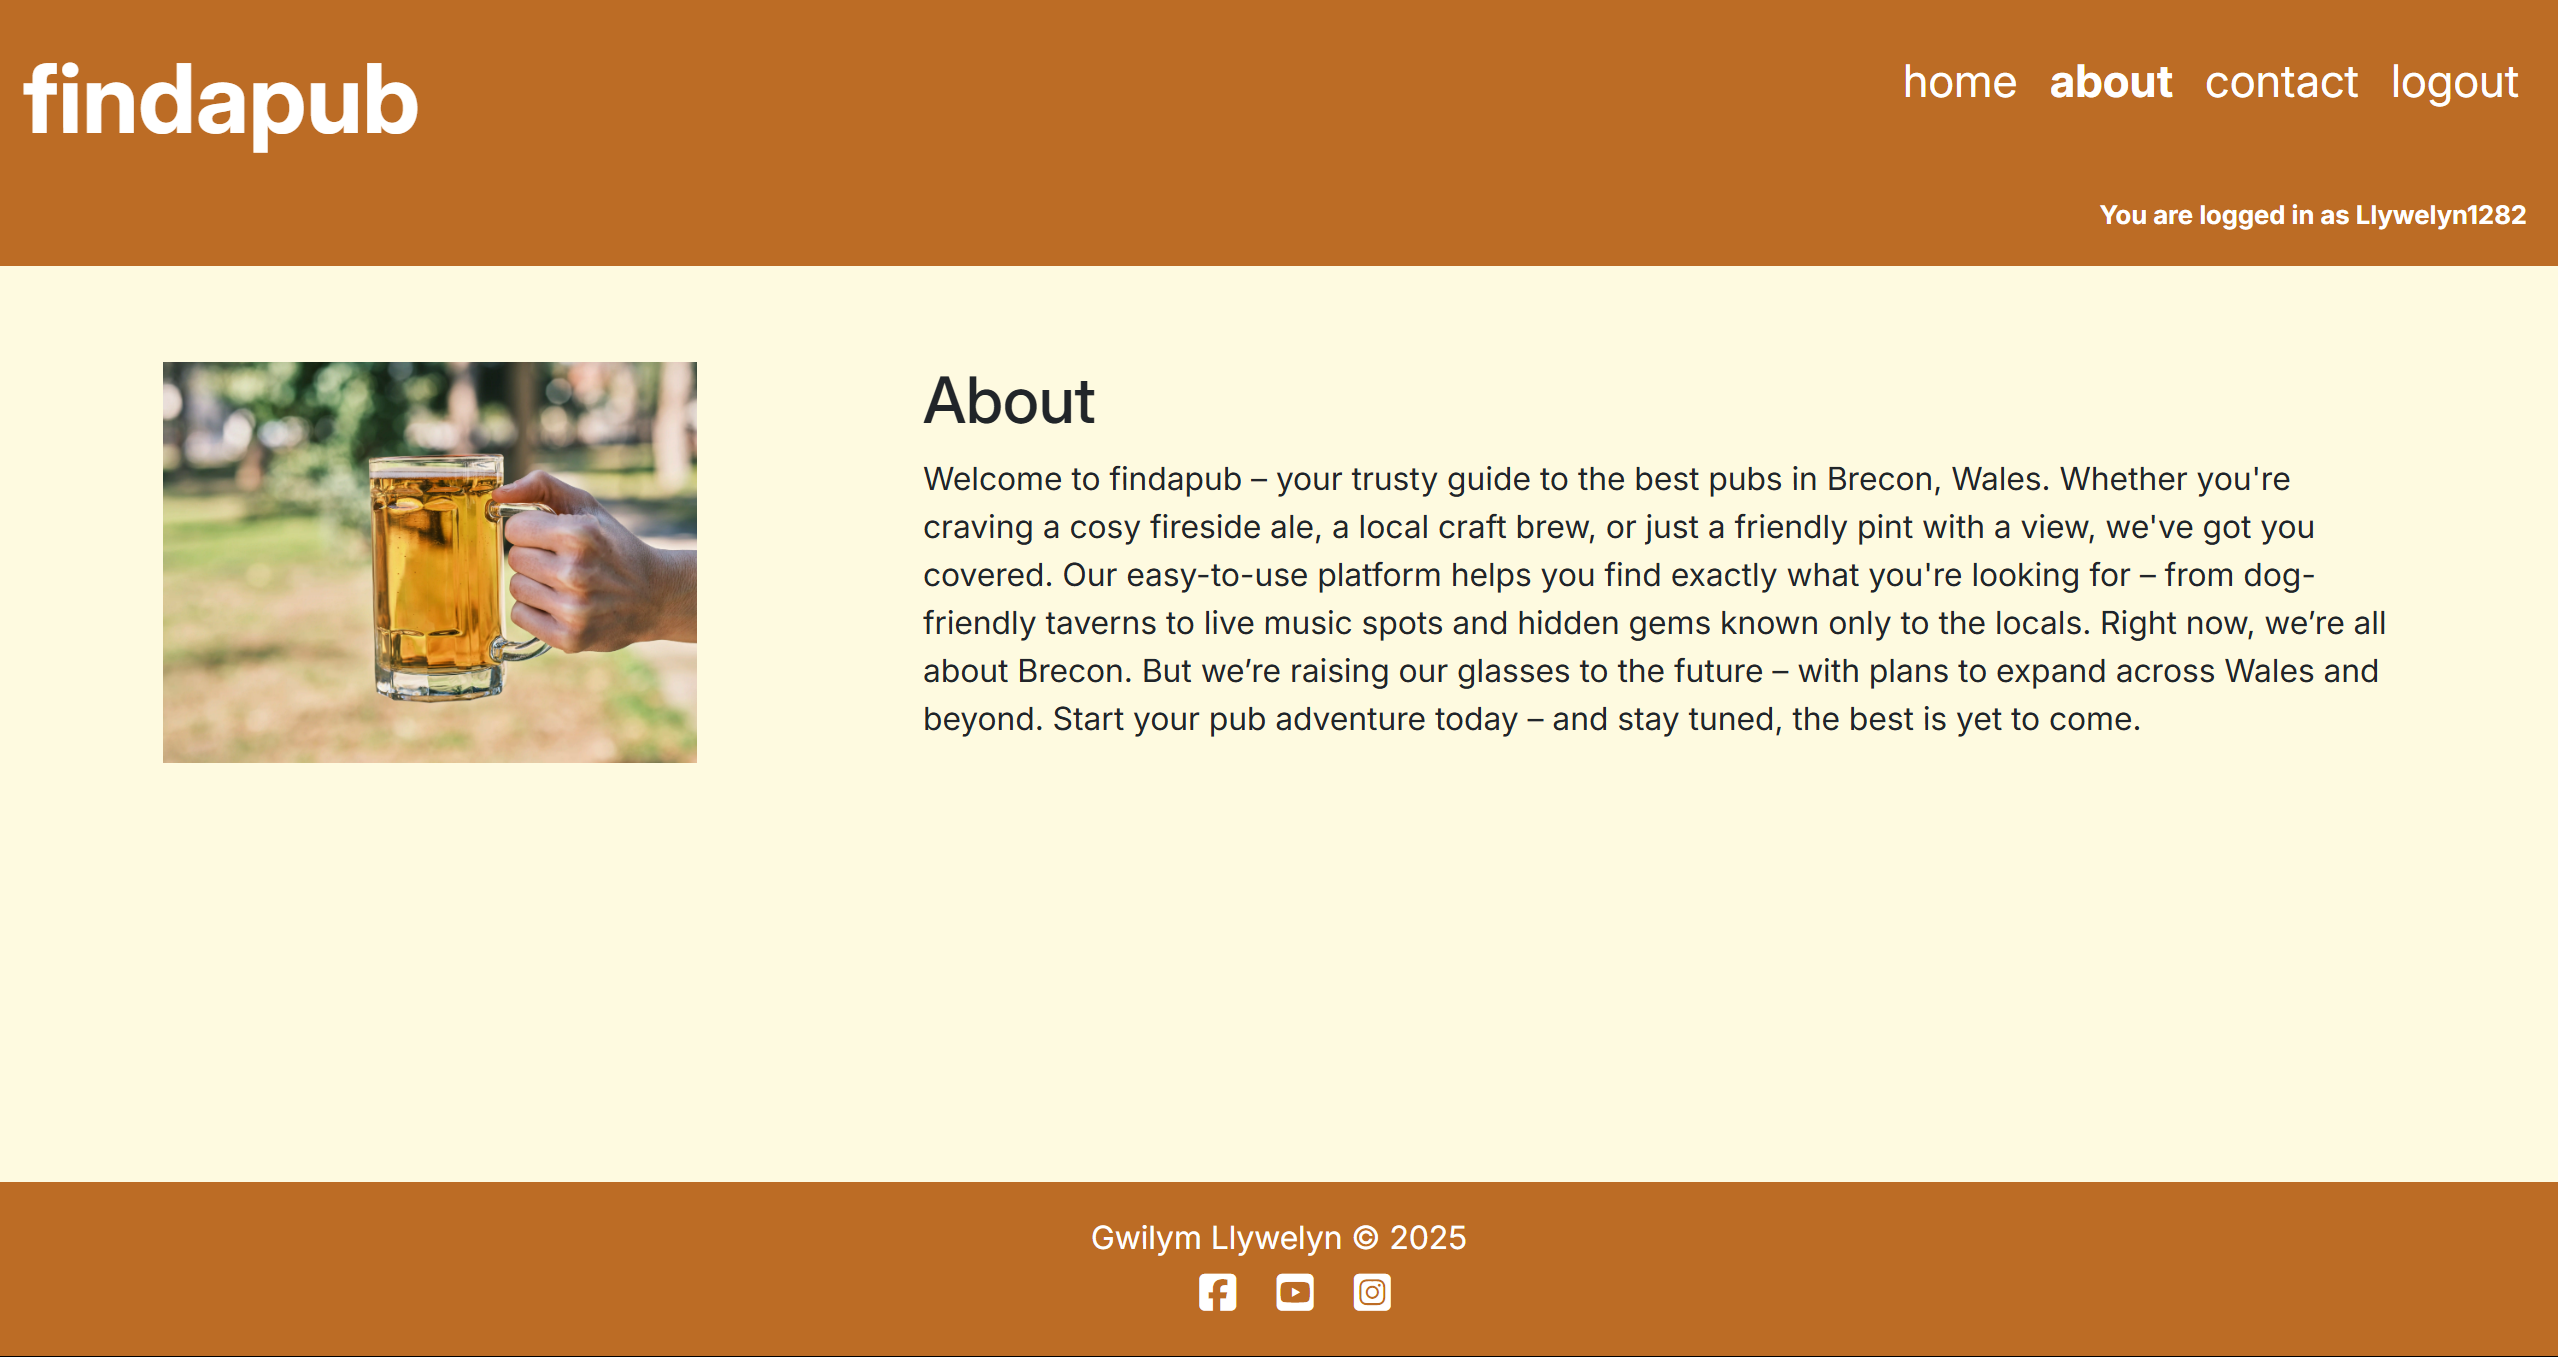 findapub
home about contact logout
You are logged in as Llywelyn1282
About
Welcome to findapub – your trusty guide to the best pubs in Brecon, Wales. Whether you're
craving a cosy fireside ale, a local craft brew, or just a friendly pint with a view, we've got you
covered. Our easy-to-use platform helps you find exactly what you're looking for – from dog-
friendly taverns to live music spots and hidden gems known only to the locals. Right now, we’re all
about Brecon. But we’re raising our glasses to the future – with plans to expand across Wales and
beyond. Start your pub adventure today – and stay tuned, the best is yet to come.
Gwilym Llywelyn © 2025